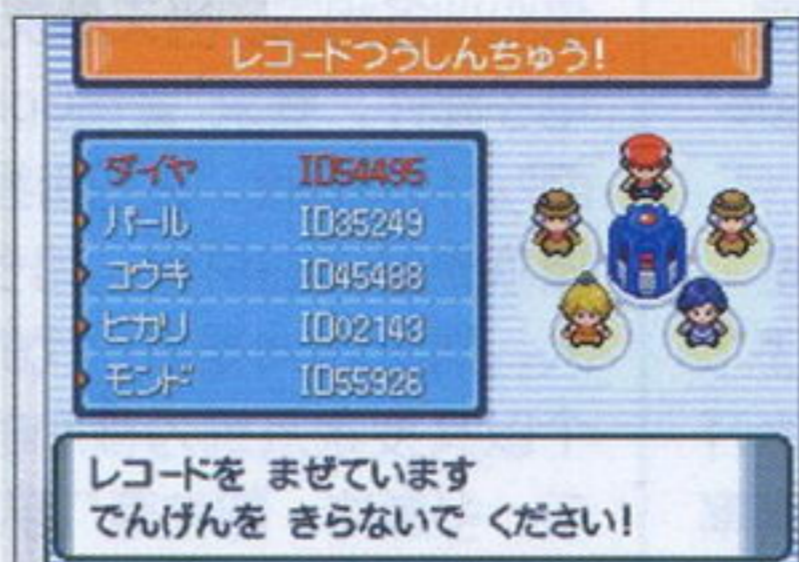 レコードつうしんちゅう!
ダイヤ ID54495
パール ID35249
コウキ ID45488
ヒカリ ID02143
モンド ID55928
レコードを まぜています
でんげんを きらないで ください!